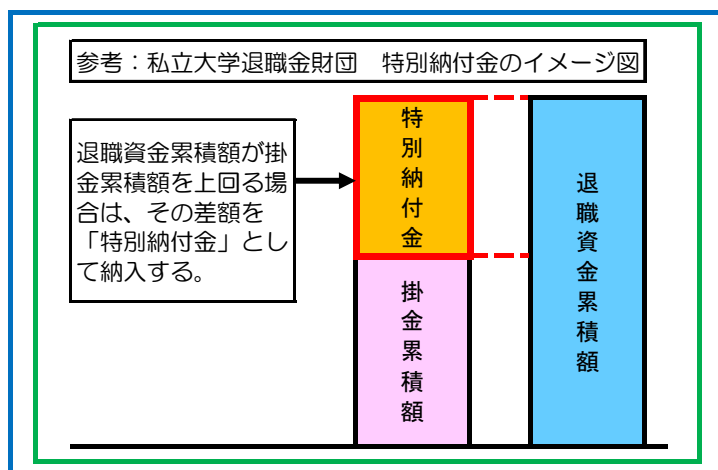 参考：私立大学退職金財団　特別納付金のイメージ図
退職資金累積額が掛
金累積額を上回る場
合は、その差額を
「特別納付金」とし
て納入する。
特別納付金
掛金累積額
退職資金累積額